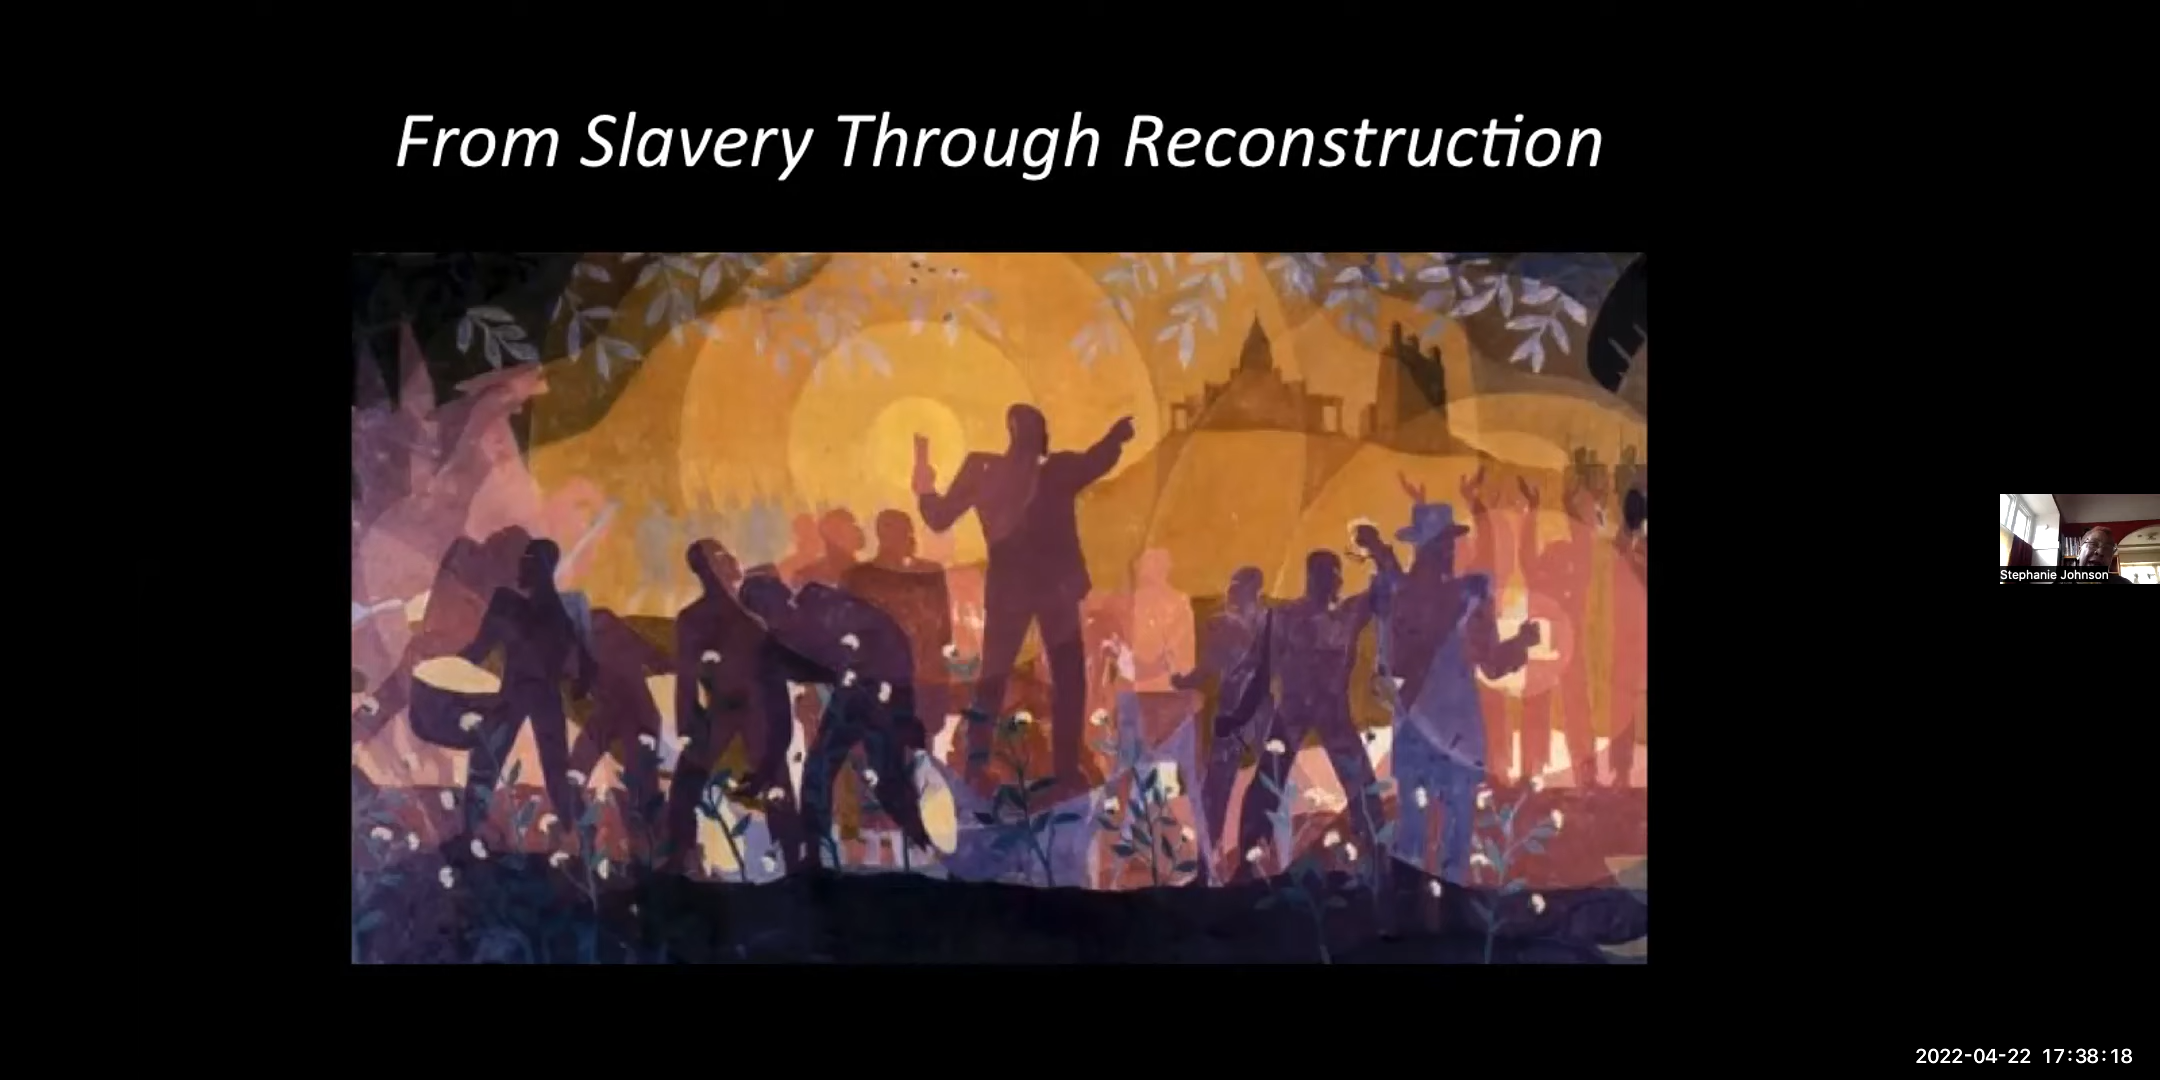 From Slavery Through Reconstruction
Stephanie Johnson
2022-04-22 17:38:18